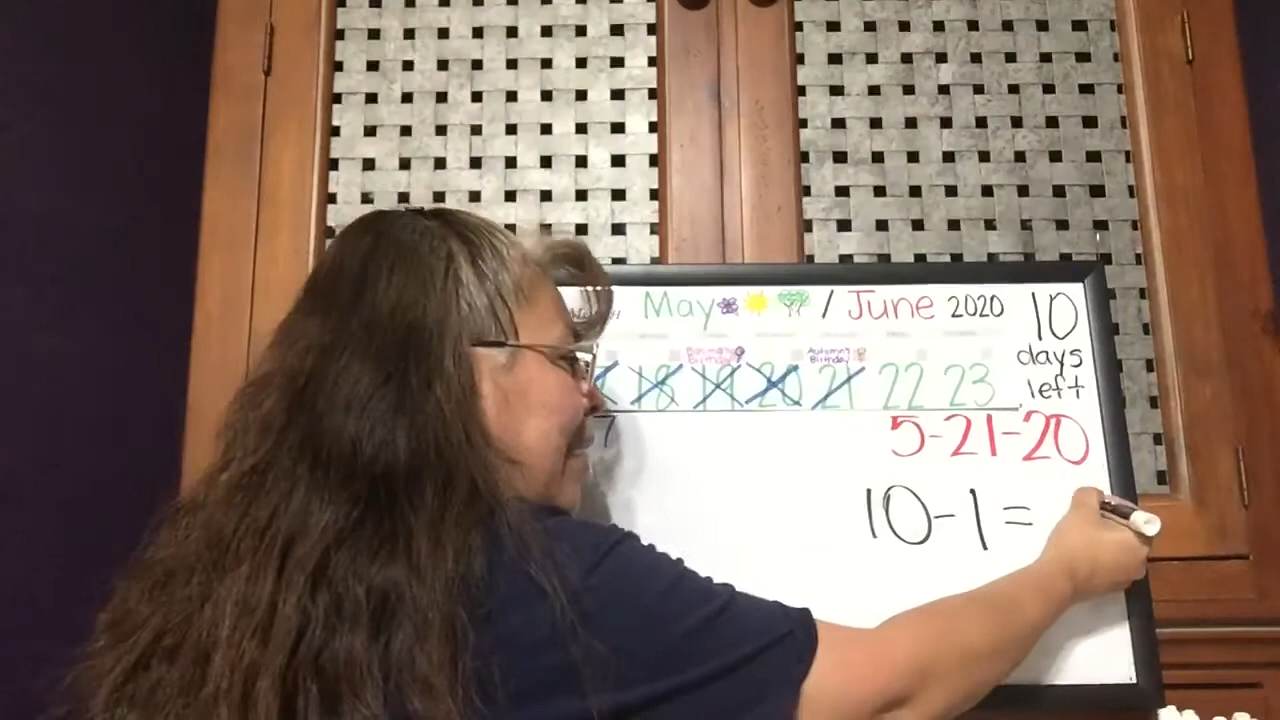 May / June 2020
10
days
left
Autumn's
Birthday
18 19 20 21 22 23
7
5-21-20
10-1=